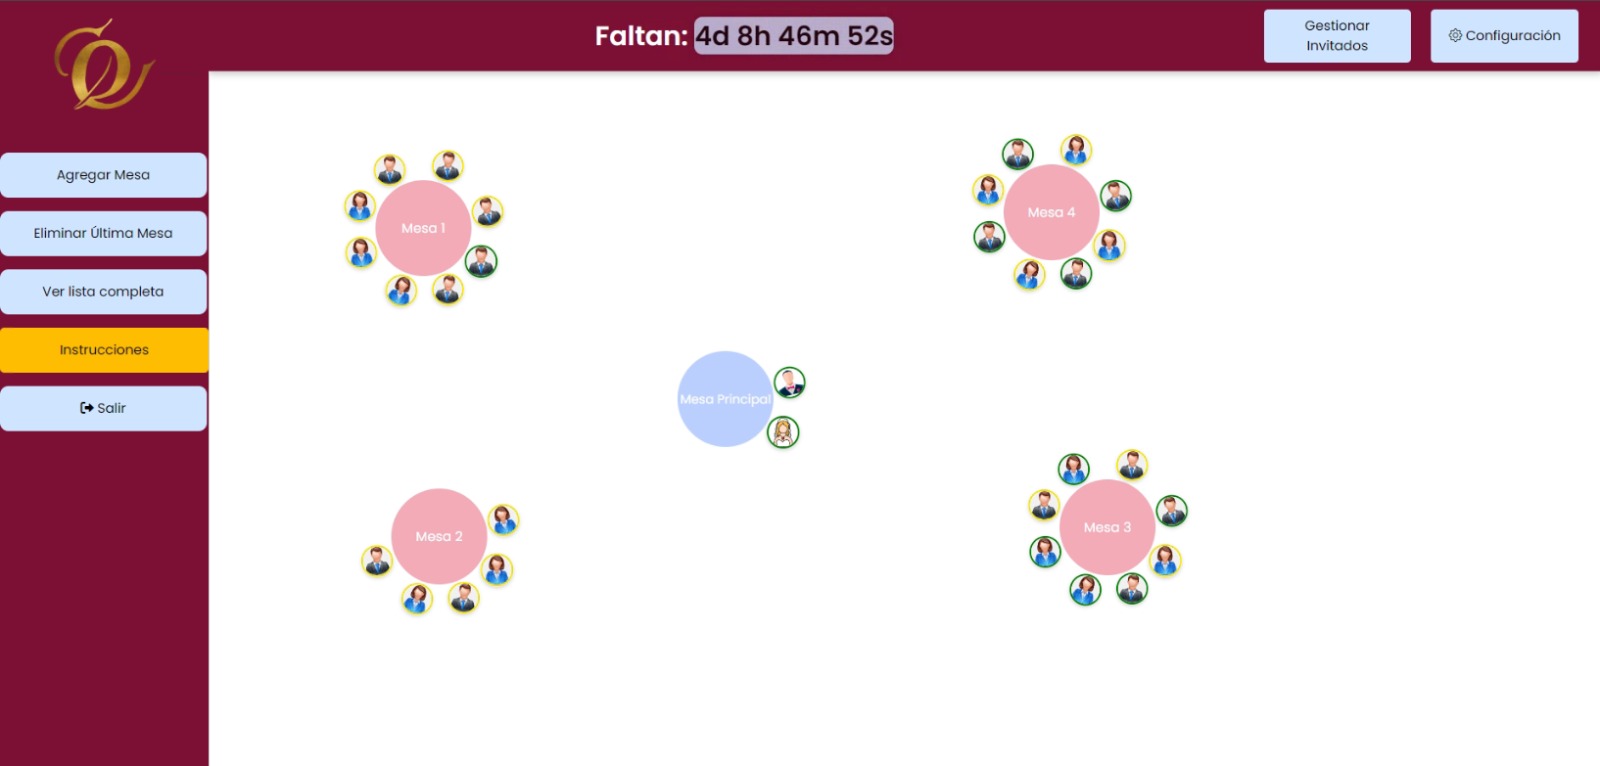 Faltan: 4d 8h 46m 52s
Gestionar
Invitados
Configuración
Agregar Mesa
Eliminar Última Mesa
Ver lista completa
Instrucciones
Salir
Mesa 1
Mesa 4
Mesa Principal
Mesa 2
Mesa 3